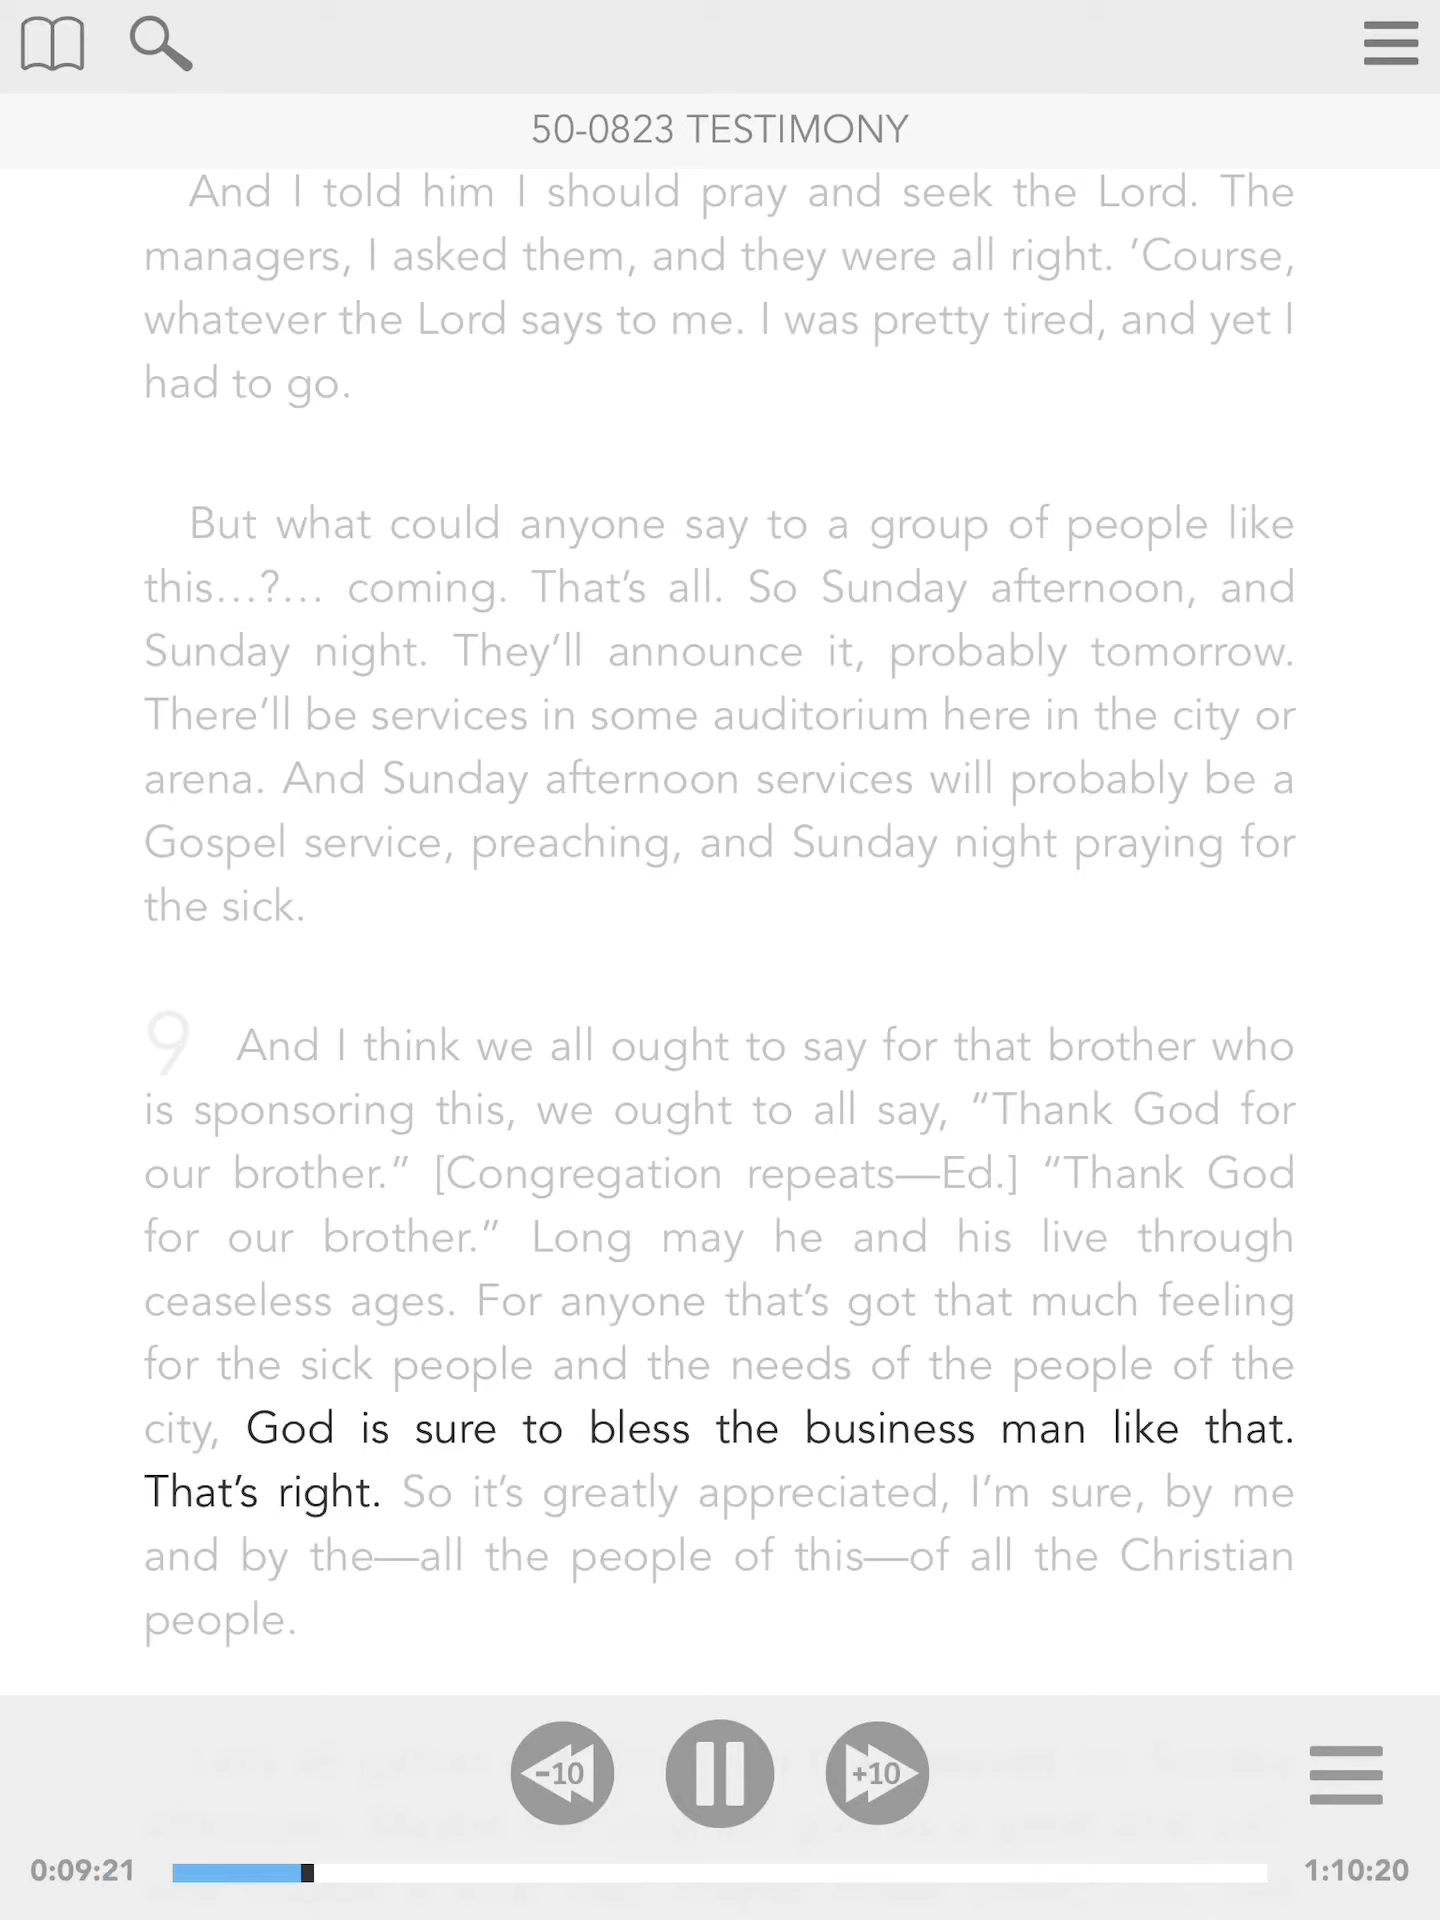 50-0823 TESTIMONY
And I told him I should pray and seek the Lord. The
managers, I asked them, and they were all right. ’Course,
whatever the Lord says to me. I was pretty tired, and yet I
had to go.
But what could anyone say to a group of people like
this…?… coming. That’s all. So Sunday afternoon, and
Sunday night. They’ll announce it, probably tomorrow.
There’ll be services in some auditorium here in the city or
arena. And Sunday afternoon services will probably be a
Gospel service, preaching, and Sunday night praying for
the sick.
9 And I think we all ought to say for that brother who
is sponsoring this, we ought to all say, “Thank God for
our brother.” [Congregation repeats—Ed.] “Thank God
for our brother.” Long may he and his live through
ceaseless ages. For anyone that’s got that much feeling
for the sick people and the needs of the people of the
city, God is sure to bless the business man like that.
That’s right. So it’s greatly appreciated, I’m sure, by me
and by the—all the people of this—of all the Christian
people.
-10 +10
0:09:21 1:10:20